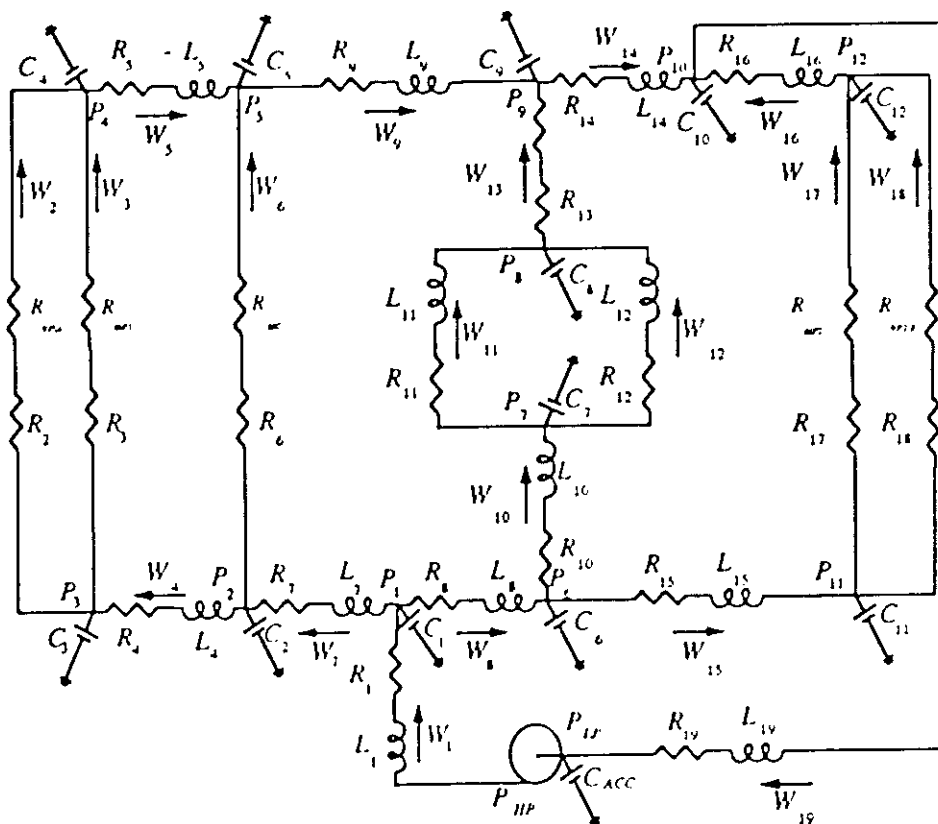 C₄ R₅ - L₅ C₅ R₉ L₉ C₉ W₁₄ P₁₀ R₁₆ L₁₆ P₁₂
P₄ W₅ P₅ W₉ P₉ R₁₄ L₁₄ C₁₀ W₁₆ C₁₂
W₂ W₃ W₆ W₁₃ R₁₃ W₁₇ W₁₈
P₈ C₈
L₁₁ L₁₂
W₁₁ W₁₂
R₁₁ P₇ C₇ R₁₂
R₂ R₃ R₆ R₁₇ R₁₈
W₁₀ L₁₀
R₁₀
P₃ W₄ P₂ R₇ L₇ P₁ R₈ L₈ R₁₅ L₁₅ P₁₁
C₃ R₄ L₄ C₂ W₇ C₁ W₈ C₆ W₁₅ C₁₁
R₁
L₁ W₁ P_LP R₁₉ L₁₉
P_HP C_ACC W₁₉